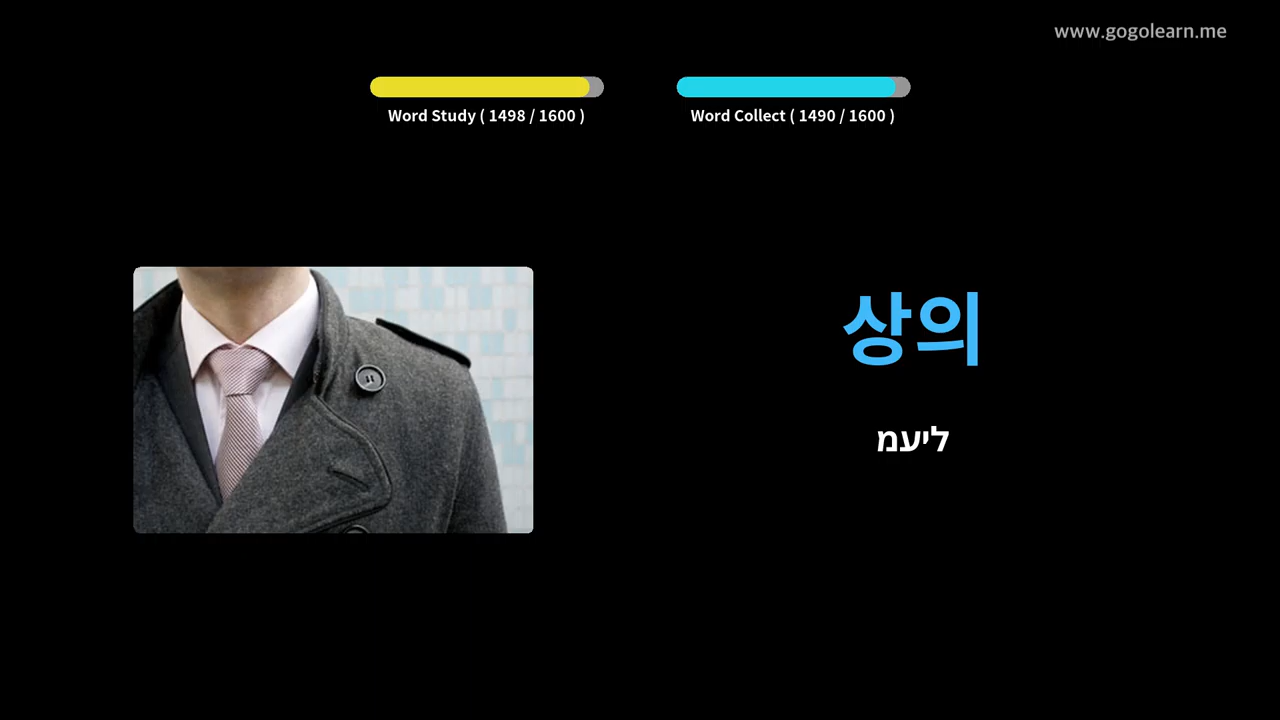 www.gogolearn.me
Word Study ( 1498 / 1600 )
Word Collect ( 1490 / 1600 )
상의
ליעמ